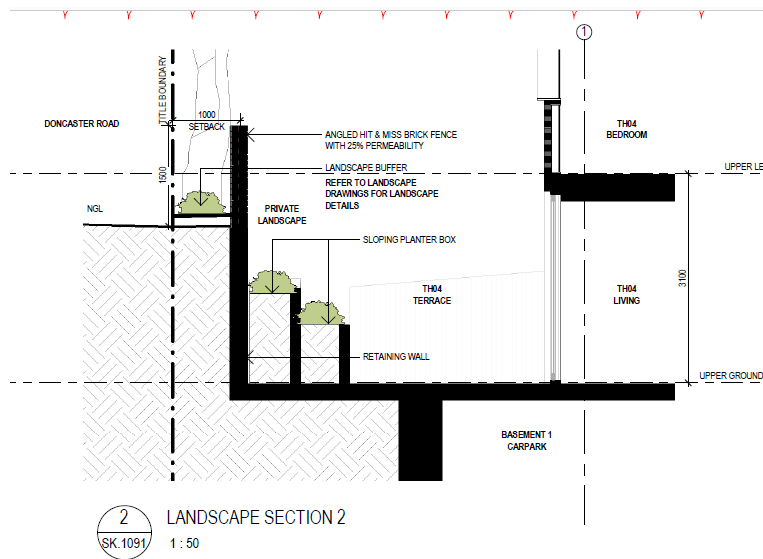 1
TITLE BOUNDARY
1000
SETBACK
DONCASTER ROAD
ANGLED HIT & MISS BRICK FENCE
WITH 25% PERMEABILITY
TH04
BEDROOM
LANDSCAPE BUFFER
UPPER LE
REFER TO LANDSCAPE
DRAWINGS FOR LANDSCAPE
DETAILS
NGL
PRIVATE
LANDSCAPE
SLOPING PLANTER BOX
TH04
TERRACE
TH04
LIVING
3100
RETAINING WALL
UPPER GROUND
BASEMENT 1
CARPARK
2
SK.1091
LANDSCAPE SECTION 2
1 : 50